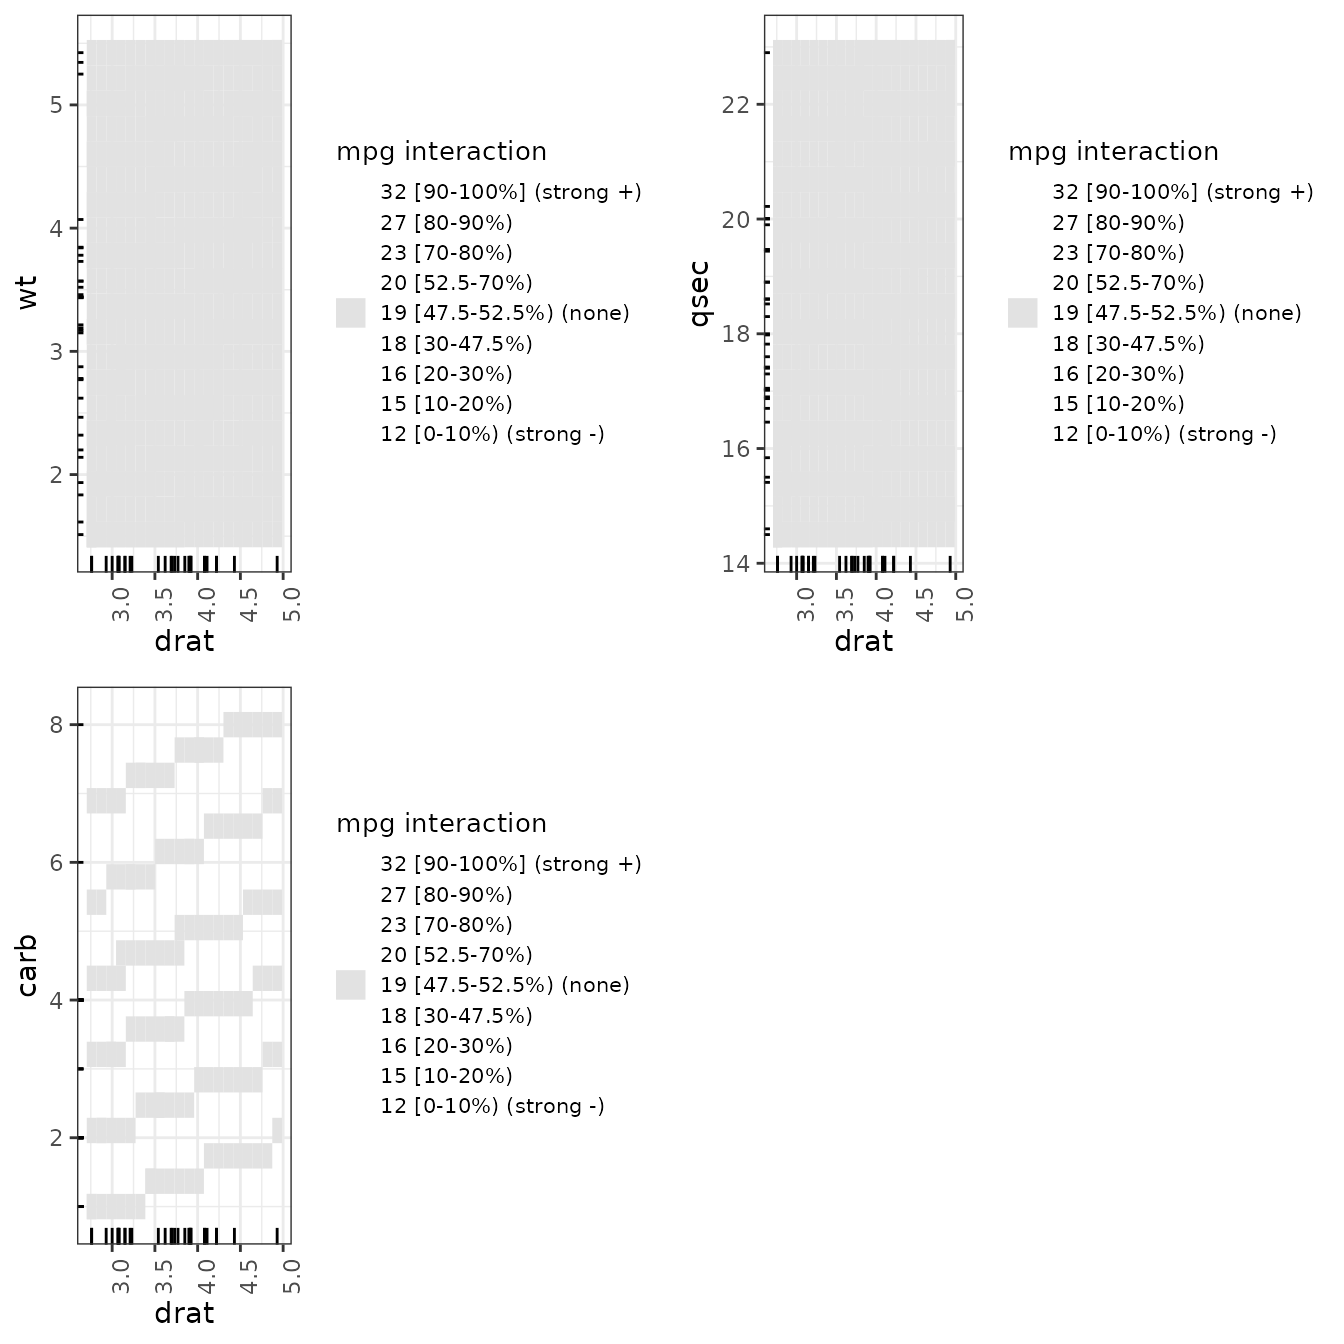 wt
5
4
3
2
3.0
3.5
4.0
4.5
5.0
drat
mpg interaction
32 [90-100%] (strong +)
27 [80-90%)
23 [70-80%)
20 [52.5-70%)
19 [47.5-52.5%) (none)
18 [30-47.5%)
16 [20-30%)
15 [10-20%)
12 [0-10%) (strong -)
qsec
22
20
18
16
14
3.0
3.5
4.0
4.5
5.0
drat
mpg interaction
32 [90-100%] (strong +)
27 [80-90%)
23 [70-80%)
20 [52.5-70%)
19 [47.5-52.5%) (none)
18 [30-47.5%)
16 [20-30%)
15 [10-20%)
12 [0-10%) (strong -)
carb
8
6
4
2
3.0
3.5
4.0
4.5
5.0
drat
mpg interaction
32 [90-100%] (strong +)
27 [80-90%)
23 [70-80%)
20 [52.5-70%)
19 [47.5-52.5%) (none)
18 [30-47.5%)
16 [20-30%)
15 [10-20%)
12 [0-10%) (strong -)